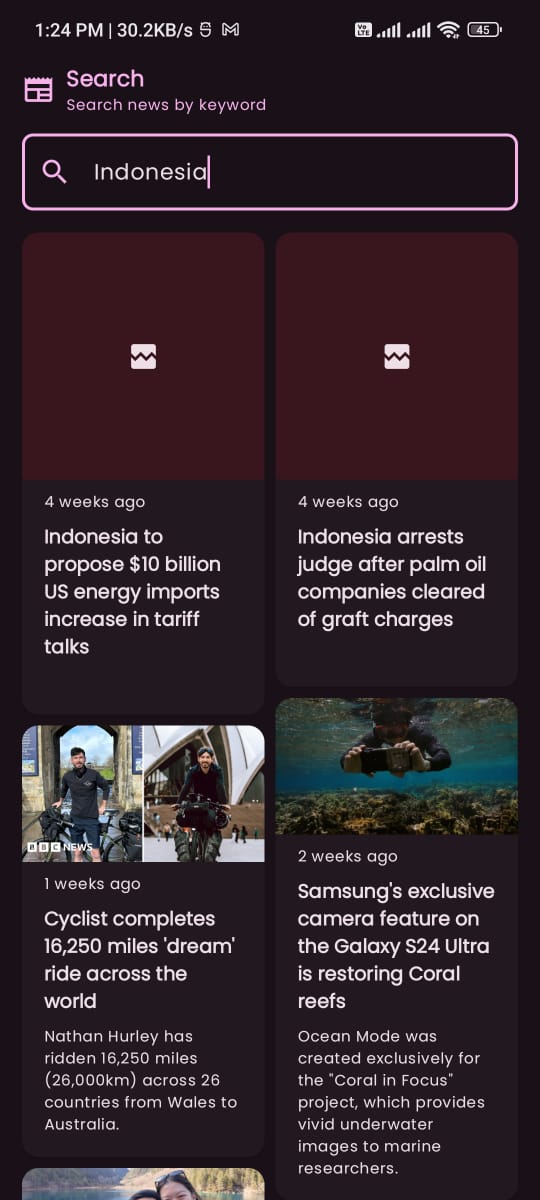 1:24 PM | 30.2KB/s
Vo LTE
45
Search
Search news by keyword
Indonesia
4 weeks ago
Indonesia to
propose $10 billion
US energy imports
increase in tariff
talks
4 weeks ago
Indonesia arrests
judge after palm oil
companies cleared
of graft charges
BBC NEWS
1 weeks ago
Cyclist completes
16,250 miles 'dream'
ride across the
world
Nathan Hurley has
ridden 16,250 miles
(26,000km) across 26
countries from Wales to
Australia.
2 weeks ago
Samsung's exclusive
camera feature on
the Galaxy S24 Ultra
is restoring Coral
reefs
Ocean Mode was
created exclusively for
the "Coral in Focus"
project, which provides
vivid underwater
images to marine
researchers.